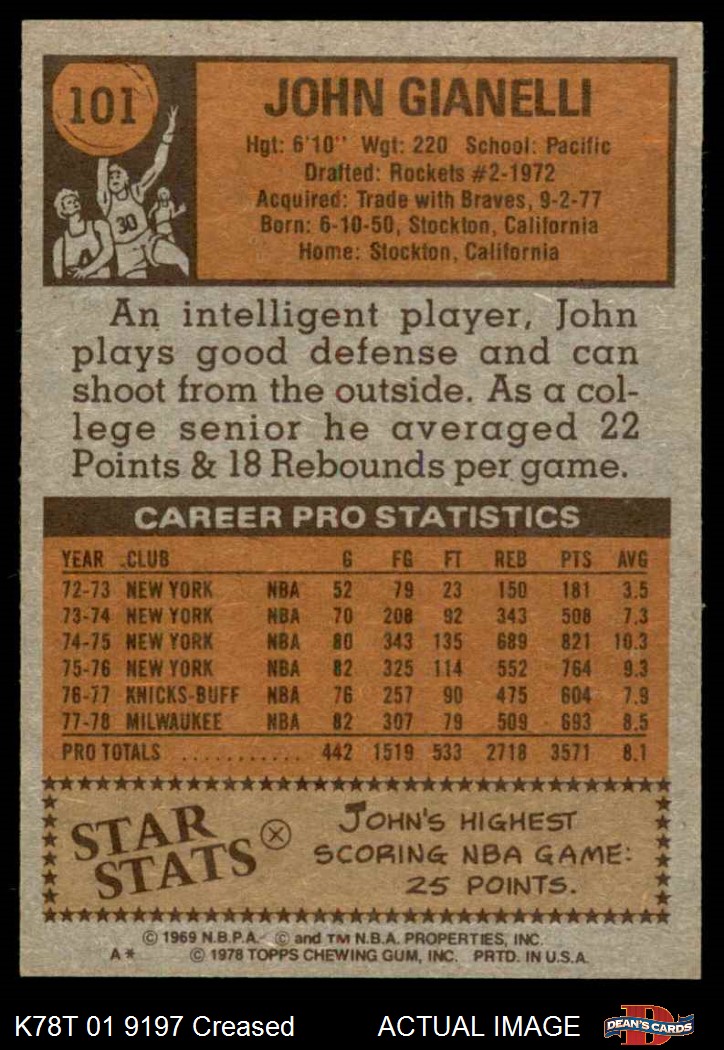 101
JOHN GIANELLI
Hgt: 6'10" Wgt: 220 School: Pacific
Drafted: Rockets #2-1972
Acquired: Trade with Braves, 9-2-77
Born: 6-10-50, Stockton, California
Home: Stockton, California
30
4
An intelligent player, John
plays good defense and can
shoot from the outside. As a col-
lege senior he averaged 22
Points & 18 Rebounds per game.
CAREER PRO STATISTICS
YEAR CLUB G FG FT REB PTS AVG
72-73 NEW YORK NBA 52 79 23 150 181 3.5
73-74 NEW YORK NBA 70 208 92 343 508 7.3
74-75 NEW YORK NBA 80 343 135 689 821 10.3
75-76 NEW YORK NBA 82 325 114 552 764 9.3
76-77 KNICKS-BUFF NBA 76 257 90 475 604 7.9
77-78 MILWAUKEE NBA 82 307 79 509 693 8.5
PRO TOTALS ........... 442 1519 533 2718 3571 8.1
STAR
STATS
JOHN'S HIGHEST
SCORING NBA GAME:
25 POINTS.
© 1969 N.B.P.A. © and TM N.B.A. PROPERTIES, INC.
A* © 1978 TOPPS CHEWING GUM, INC. PRTD. IN U.S.A.
K78T 01 9197 Creased ACTUAL IMAGE DEAN'S CARDS